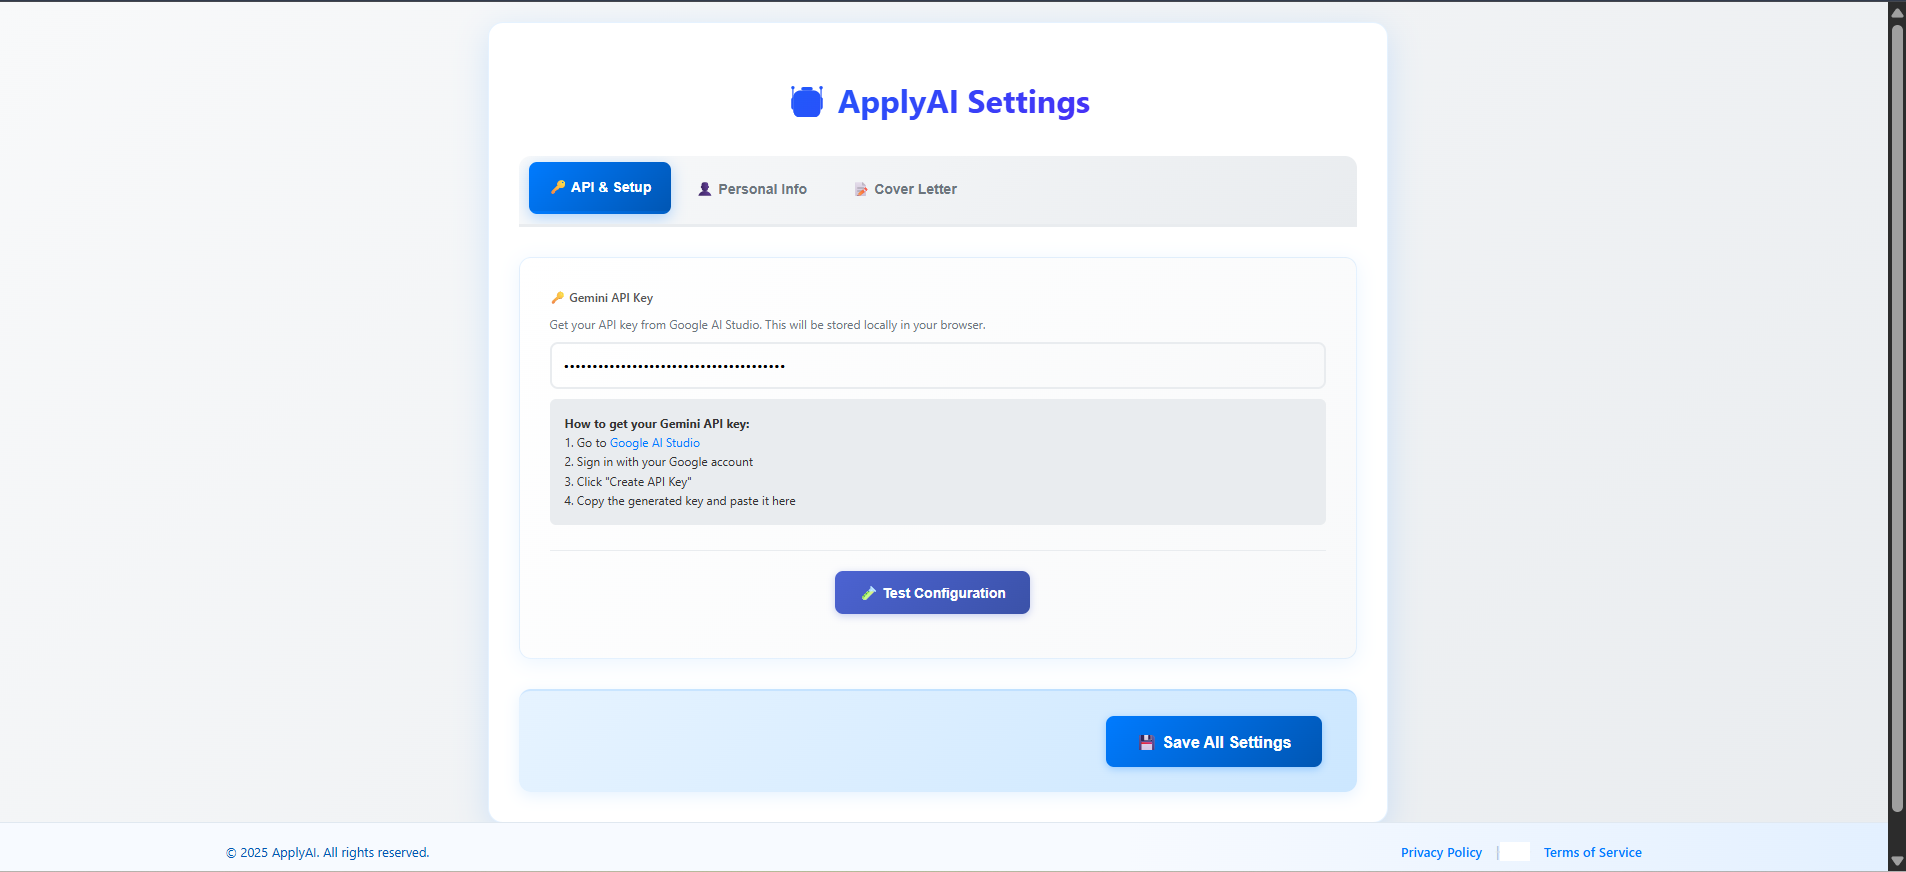 ApplyAI Settings
🔑 API & Setup
👤 Personal Info
📝 Cover Letter
🔑 Gemini API Key
Get your API key from Google AI Studio. This will be stored locally in your browser.
•••••••••••••••••••••••••••••••••••••••
How to get your Gemini API key:
1. Go to Google AI Studio
2. Sign in with your Google account
3. Click "Create API Key"
4. Copy the generated key and paste it here
🧪 Test Configuration
💾 Save All Settings
© 2025 ApplyAI. All rights reserved.
Privacy Policy | Terms of Service